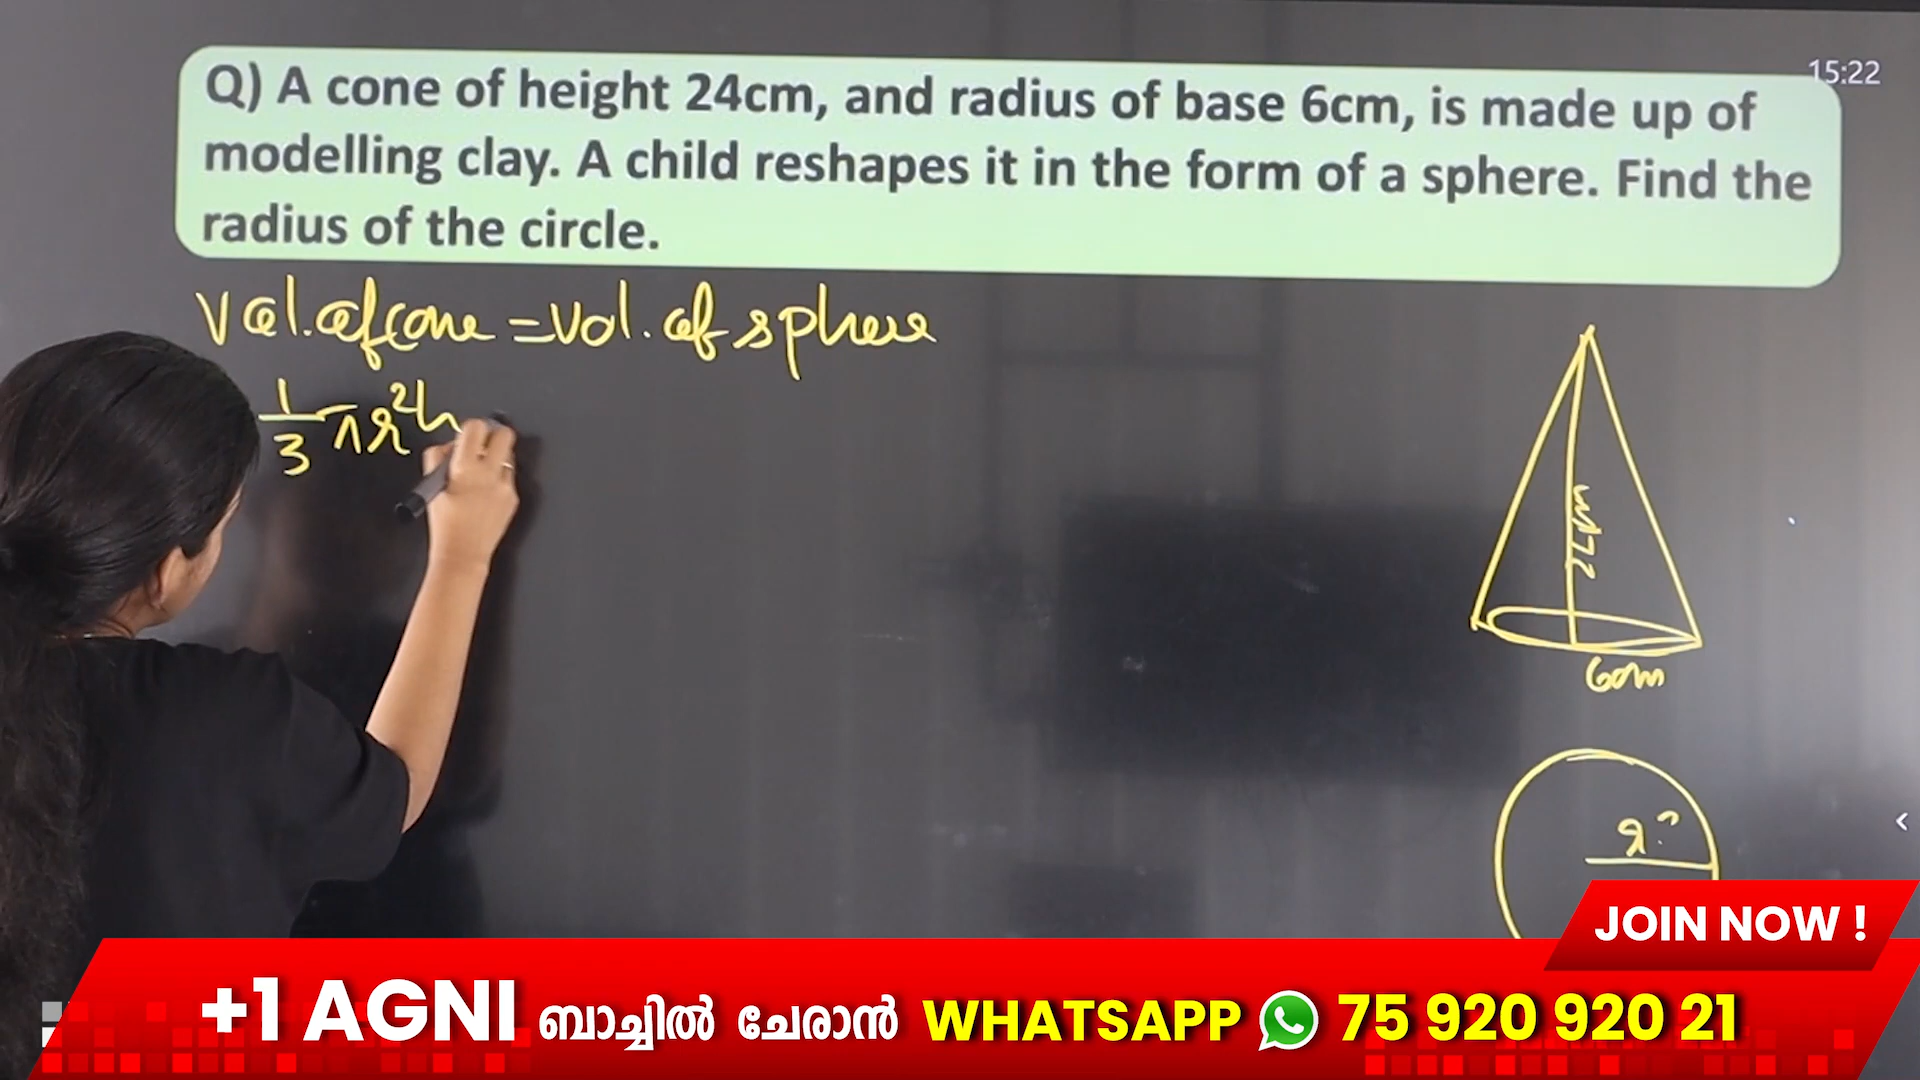 15:22
Q) A cone of height 24cm, and radius of base 6cm, is made up of
modelling clay. A child reshapes it in the form of a sphere. Find the
radius of the circle.
Vol. of cone = Vol. of sphere
1/3 πr²h
24cm
6cm
r?
JOIN NOW !
+1 AGNI ബാച്ചിൽ ചേരാൻ WHATSAPP 75 920 920 21